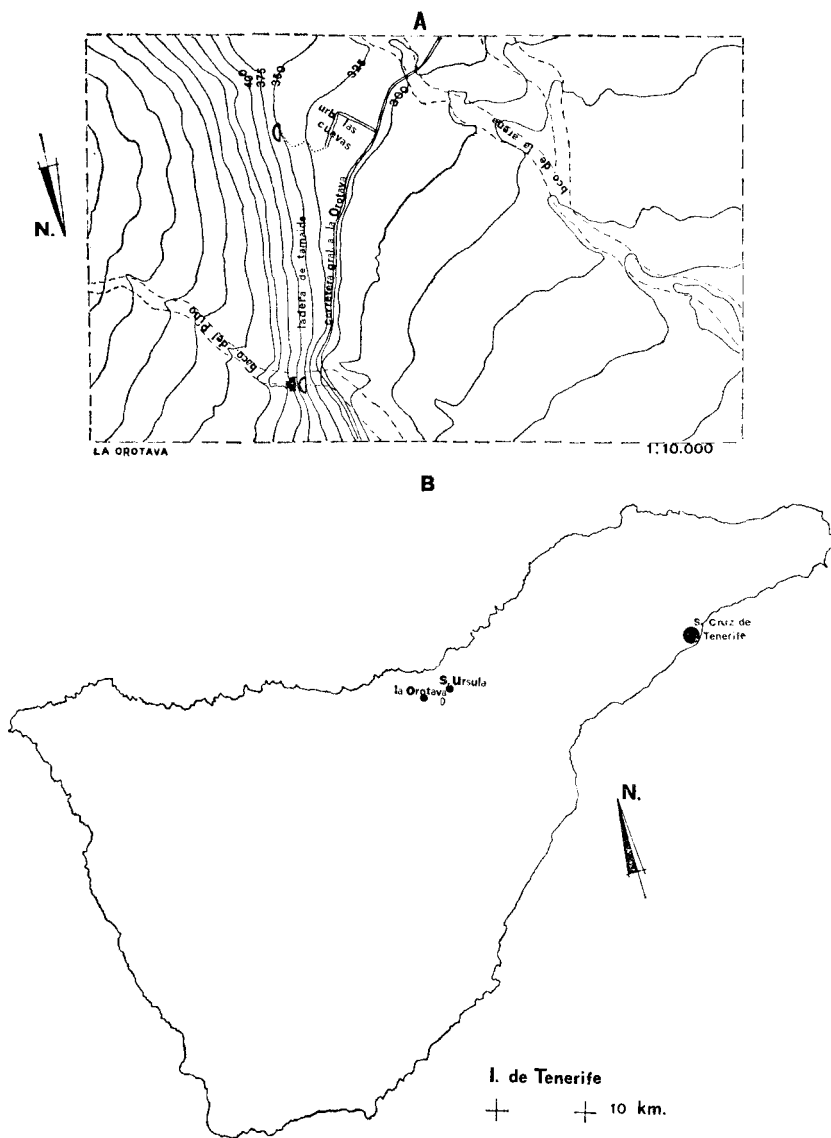 A
400
375
350
325
300
urb las
cuevas
bco. de la arena
N.
ladera de tamaide
carretera gral a la Orotava
bco. del Pino
LA OROTAVA
1:10.000
B
S. Cruz de
Tenerife
S. Ursula
la Orotava
N.
I. de Tenerife
10 km.